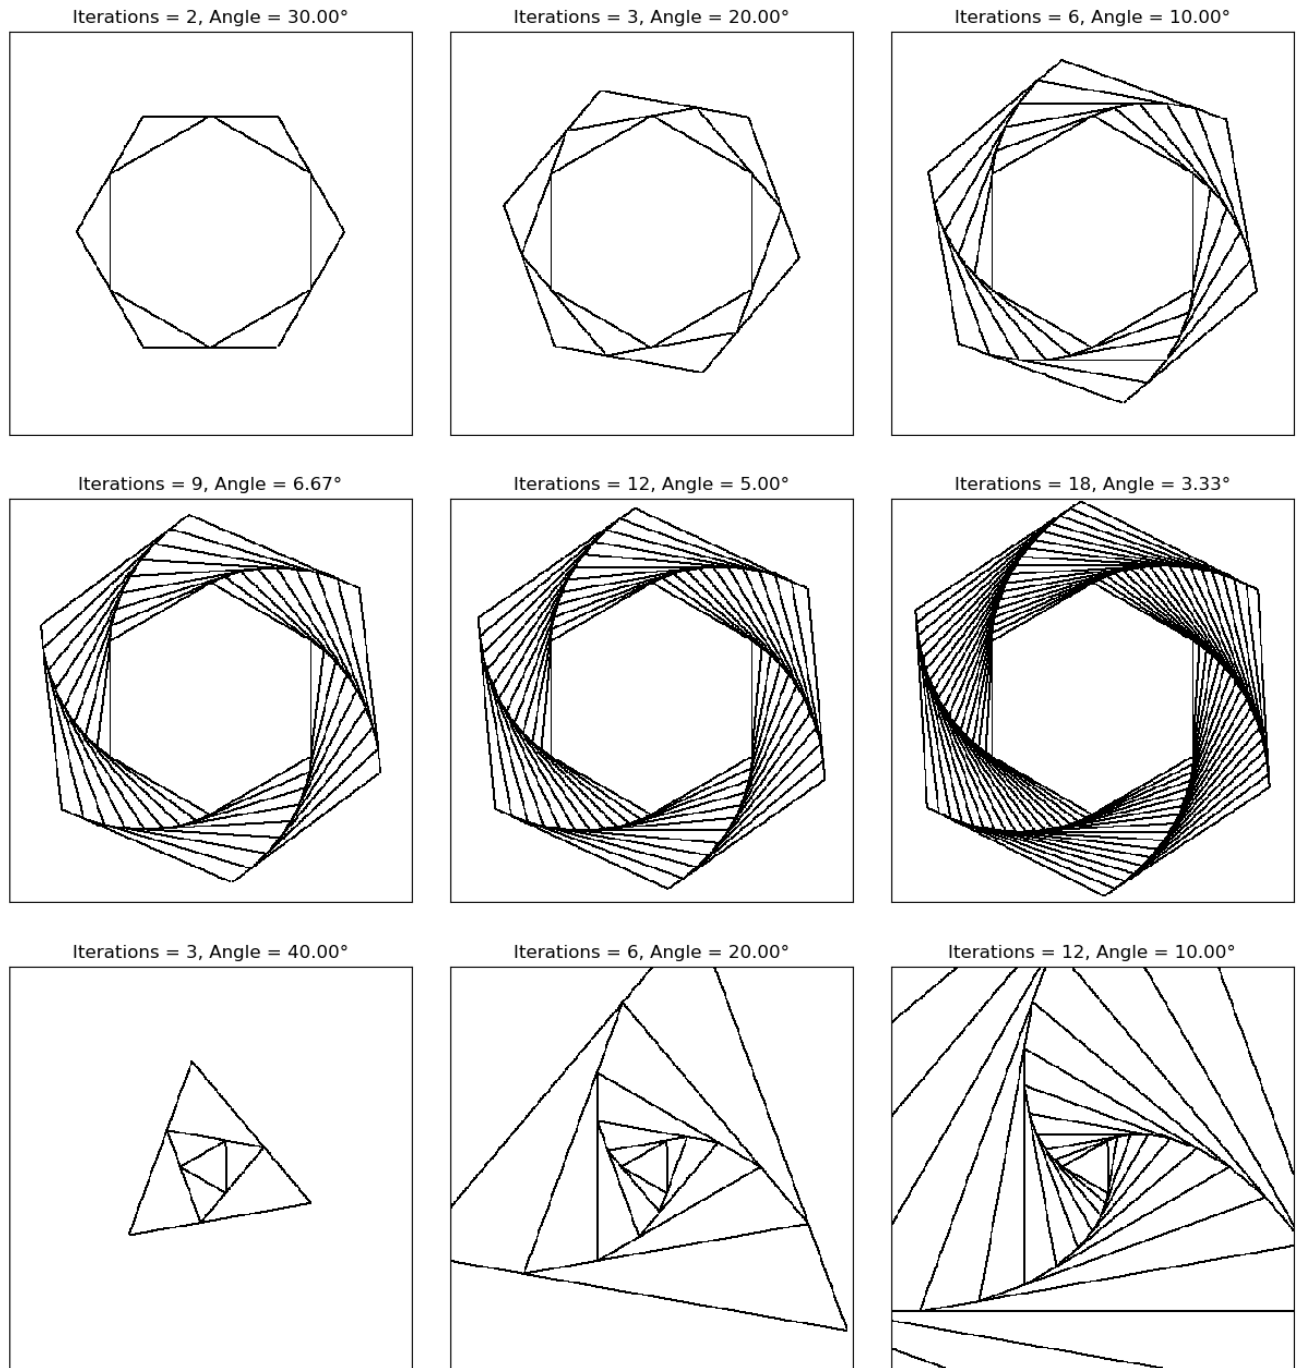 Iterations = 2, Angle = 30.00°
Iterations = 3, Angle = 20.00°
Iterations = 6, Angle = 10.00°
Iterations = 9, Angle = 6.67°
Iterations = 12, Angle = 5.00°
Iterations = 18, Angle = 3.33°
Iterations = 3, Angle = 40.00°
Iterations = 6, Angle = 20.00°
Iterations = 12, Angle = 10.00°